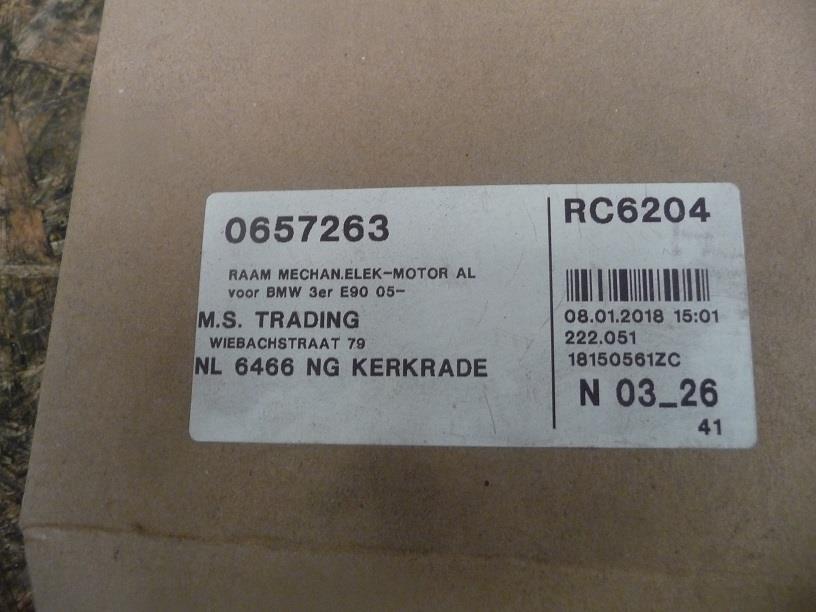 0657263
RAAM MECHAN.ELEK-MOTOR AL
voor BMW 3er E90 05-
M.S. TRADING
WIEBACHSTRAAT 79
NL 6466 NG KERKRADE
RC6204
08.01.2018 15:01
222.051
18150561ZC
N 03_26
41